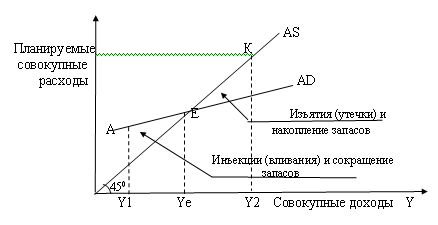 AS
Планируемые
совокупные
расходы
К
AD
Изъятия (утечки) и
накопление запасов
А
Е
Инъекции (вливания) и сокращение
запасов
45⁰
Y1
Ye
Y2
Совокупные доходы
Y